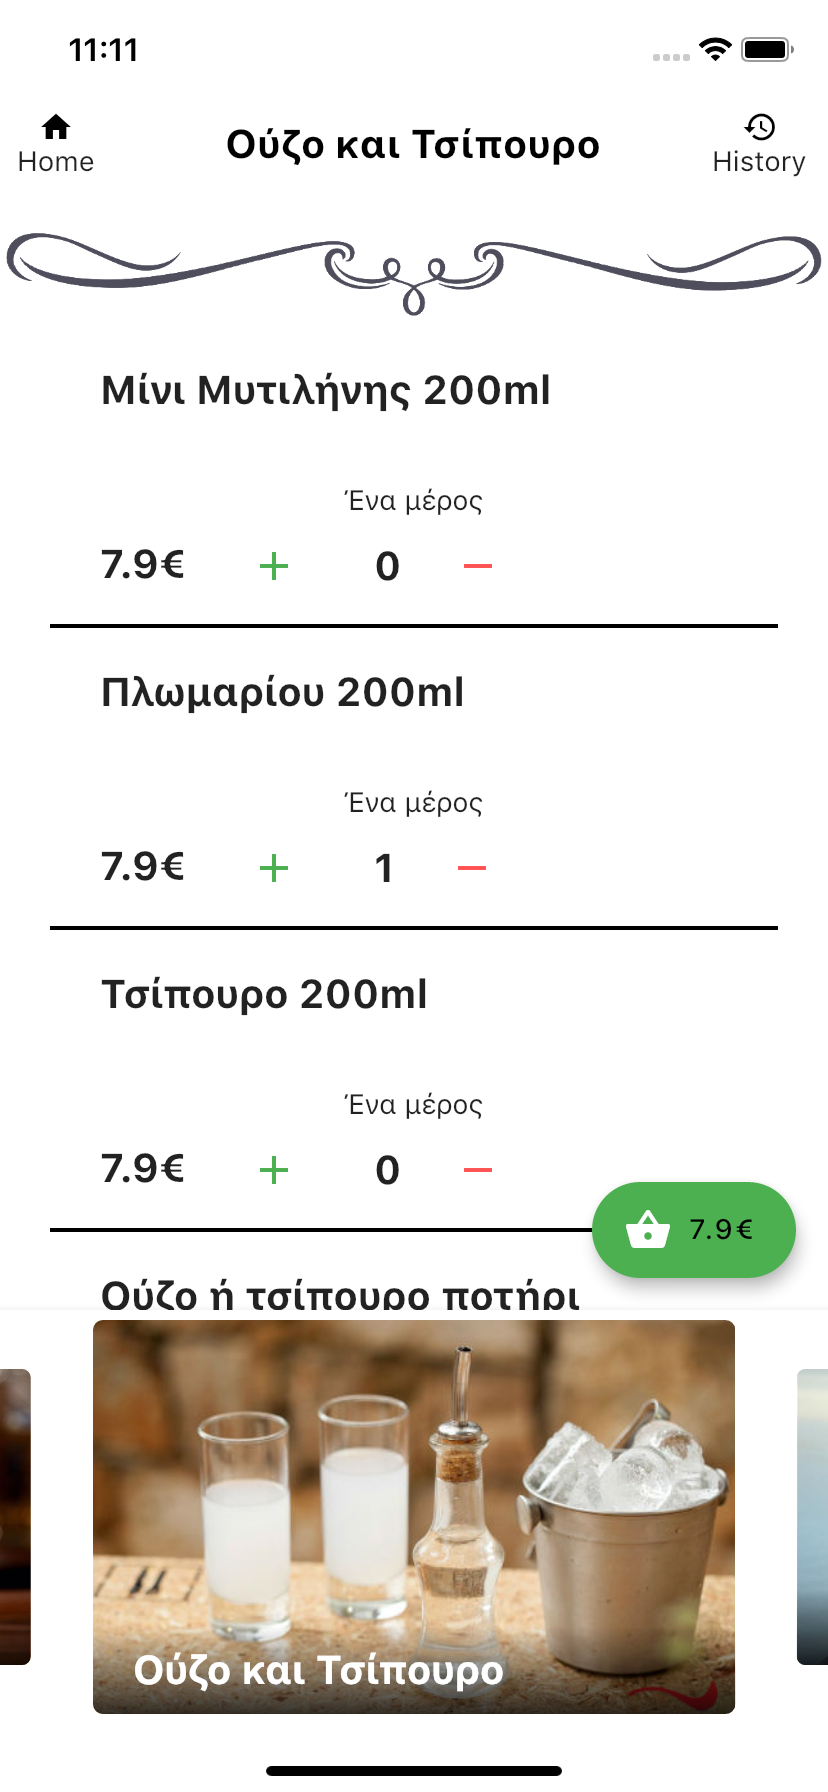 11:11
Home
Ούζο και Τσίπουρο
History
Μίνι Μυτιλήνης 200ml
Ένα μέρος
7.9€ + 0 −
Πλωμαρίου 200ml
Ένα μέρος
7.9€ + 1 −
Τσίπουρο 200ml
Ένα μέρος
7.9€ + 0 −
7.9€
Ούζο ή τσίπουρο ποτήρι
Ούζο και Τσίπουρο